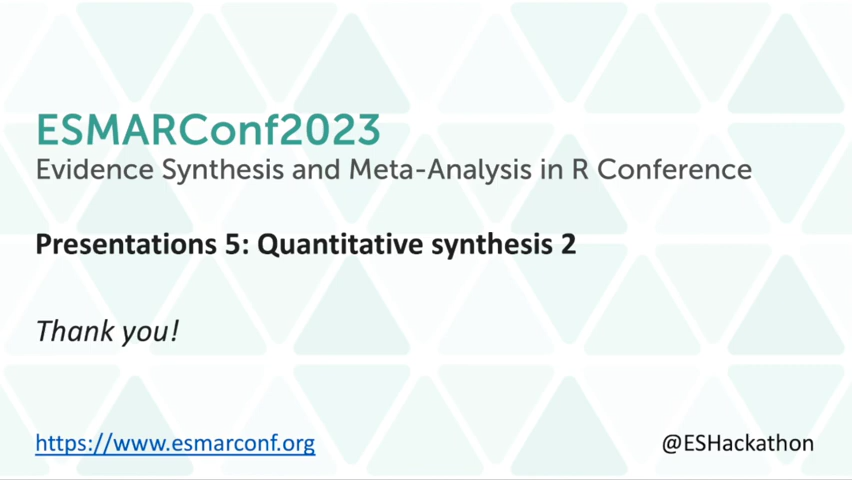 ESMARConf2023
Evidence Synthesis and Meta-Analysis in R Conference
Presentations 5: Quantitative synthesis 2
Thank you!
https://www.esmarconf.org
@ESHackathon